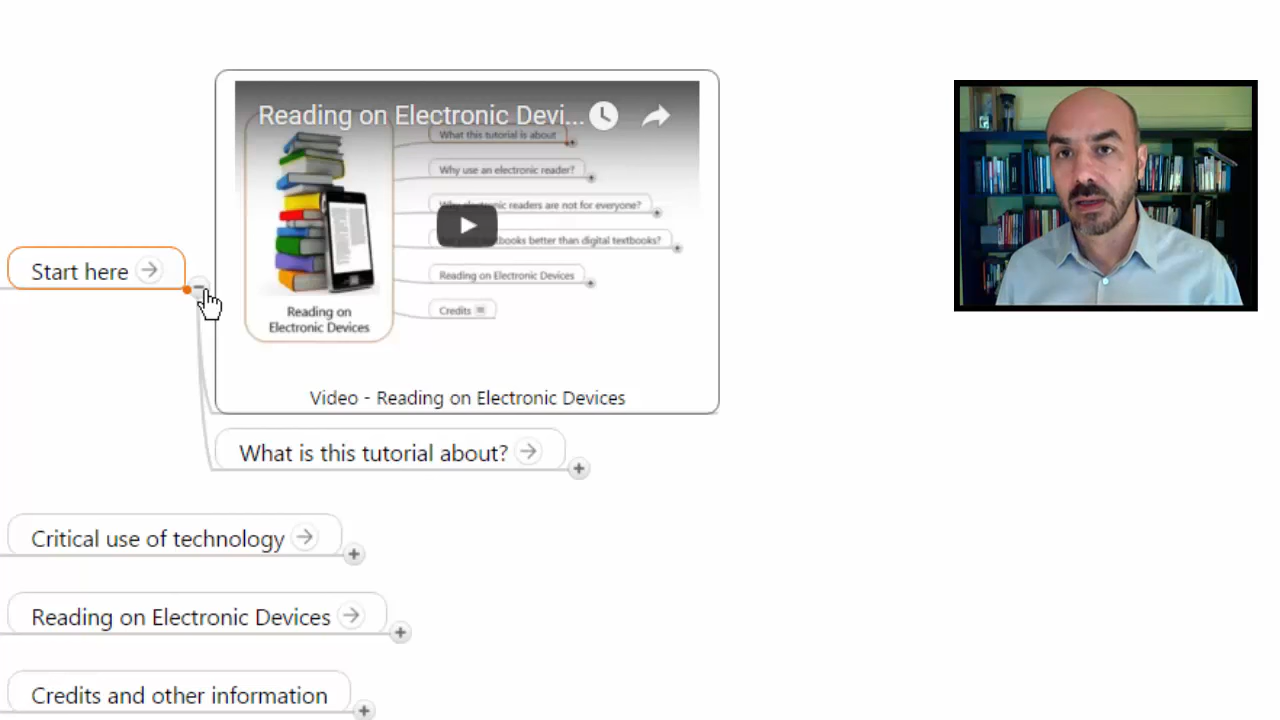 Reading on Electronic Devi...
What this tutorial is about
Why use an electronic reader?
Why electronic readers are not for everyone?
books better than digital textbooks?
Reading on Electronic Devices
Credits
Reading on
Electronic Devices
Start here
Video - Reading on Electronic Devices
What is this tutorial about?
Critical use of technology
Reading on Electronic Devices
Credits and other information